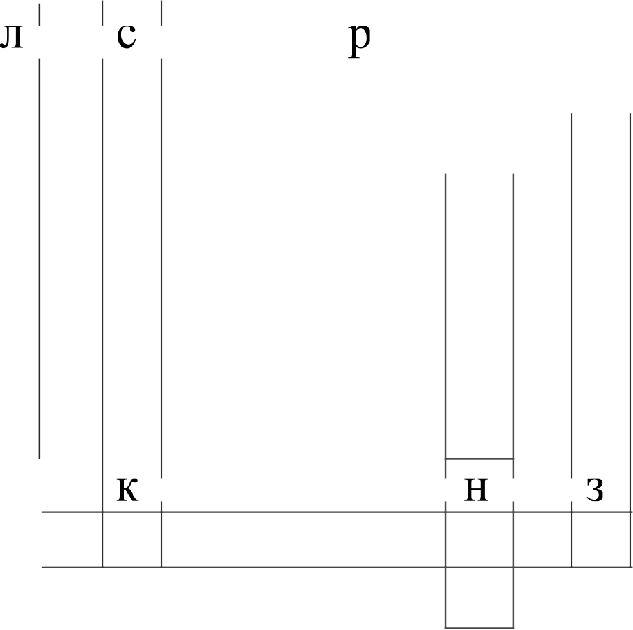 л с р
к н з